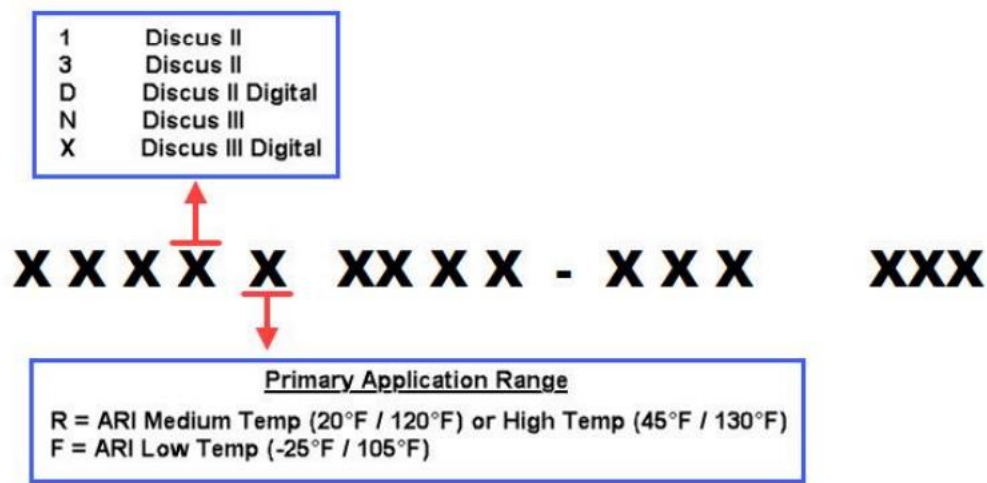 1 Discus II
3 Discus II
D Discus II Digital
N Discus III
X Discus III Digital
X X X X X XX X X - X X X XXX
Primary Application Range
R = ARI Medium Temp (20°F / 120°F) or High Temp (45°F / 130°F)
F = ARI Low Temp (-25°F / 105°F)